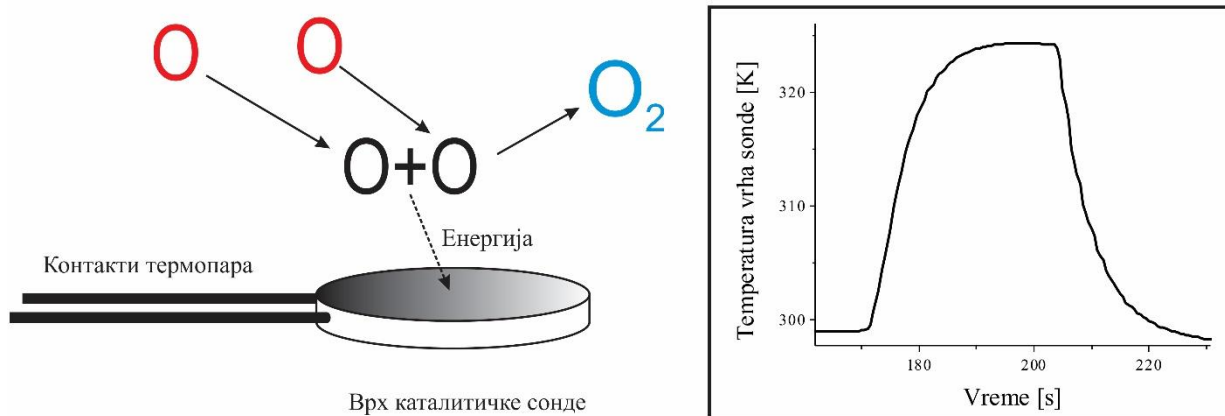 O
O
O₂
O+O
Енергија
Контакти термопара
Врх каталитичке сонде
Temperatura vrha sonde [K]
320
310
300
180
200
220
Vreme [s]